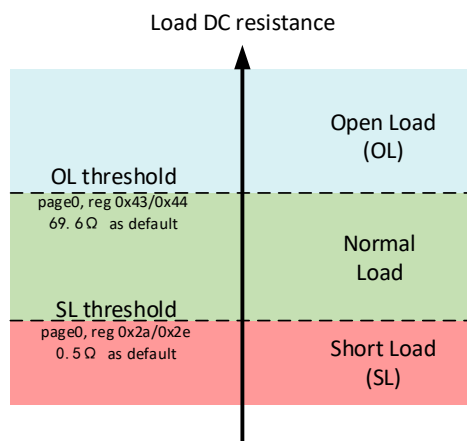 Load DC resistance
Open Load
(OL)
OL threshold
page0, reg 0x43/0x44
69.6Ω as default
Normal
Load
SL threshold
page0, reg 0x2a/0x2e
0.5Ω as default
Short Load
(SL)